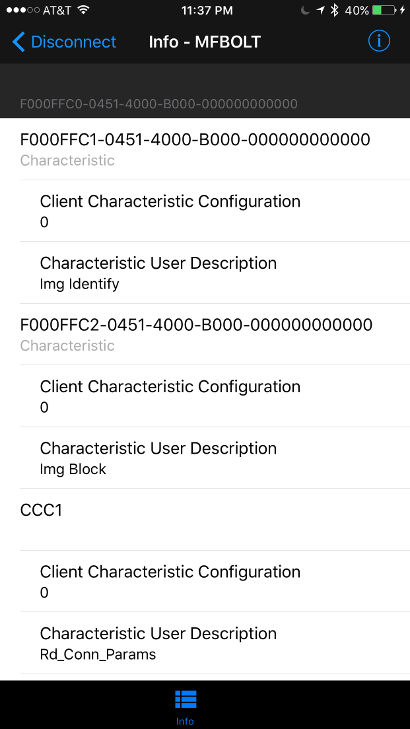 AT&T 11:37 PM 40%
Disconnect Info - MFBOLT
F000FFC0-0451-4000-B000-000000000000
F000FFC1-0451-4000-B000-000000000000
Characteristic
Client Characteristic Configuration
0
Characteristic User Description
Img Identify
F000FFC2-0451-4000-B000-000000000000
Characteristic
Client Characteristic Configuration
0
Characteristic User Description
Img Block
CCC1
Client Characteristic Configuration
0
Characteristic User Description
Rd_Conn_Params
Info